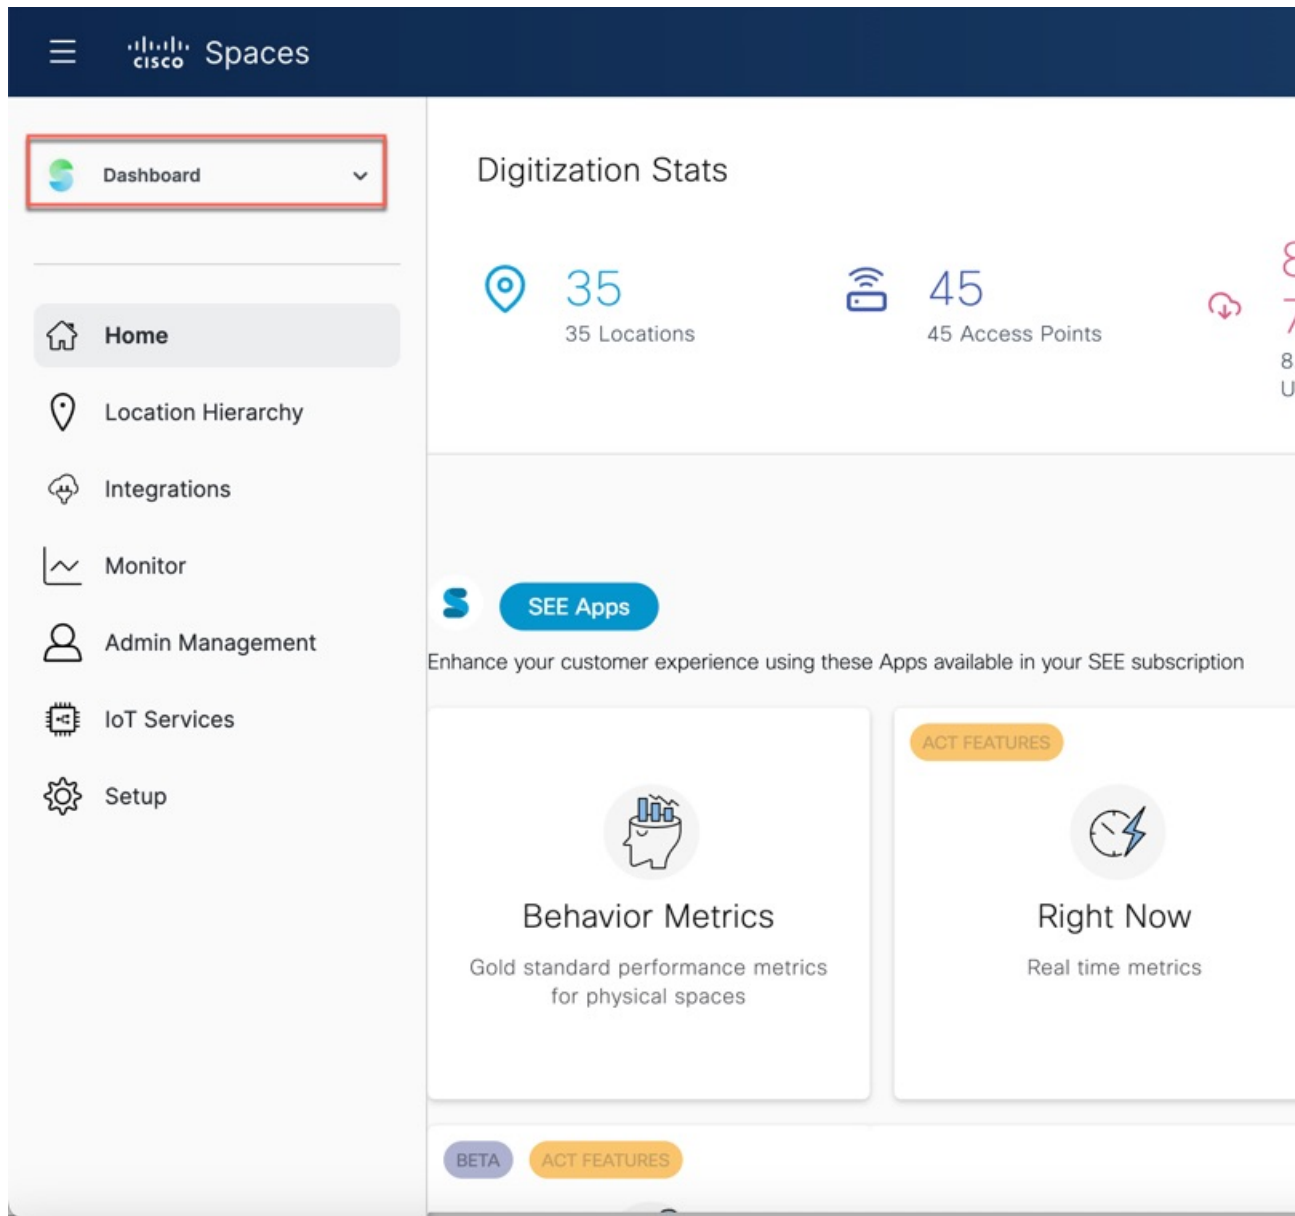 cisco Spaces
Dashboard
Home
Location Hierarchy
Integrations
Monitor
Admin Management
IoT Services
Setup
Digitization Stats
35
35 Locations
45
45 Access Points
SEE Apps
Enhance your customer experience using these Apps available in your SEE subscription
Behavior Metrics
Gold standard performance metrics
for physical spaces
ACT FEATURES
Right Now
Real time metrics
BETA
ACT FEATURES